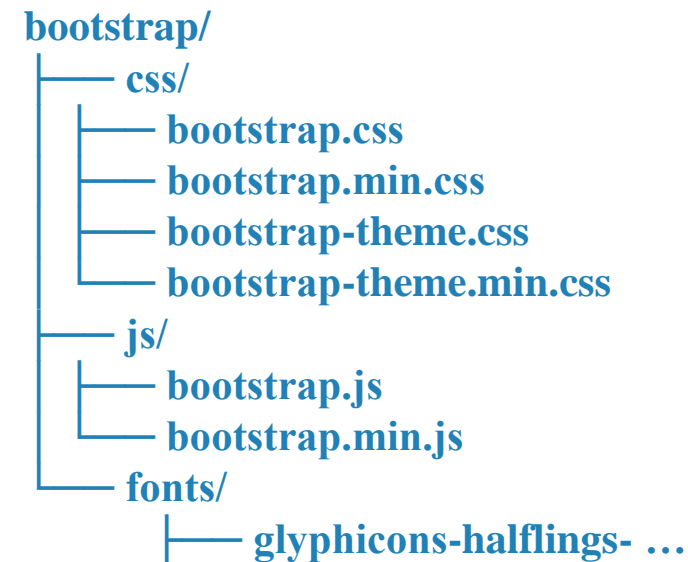 bootstrap/
├── css/
│ ├── bootstrap.css
│ ├── bootstrap.min.css
│ ├── bootstrap-theme.css
│ └── bootstrap-theme.min.css
├── js/
│ ├── bootstrap.js
│ └── bootstrap.min.js
└── fonts/
├── glyphicons-halflings- …